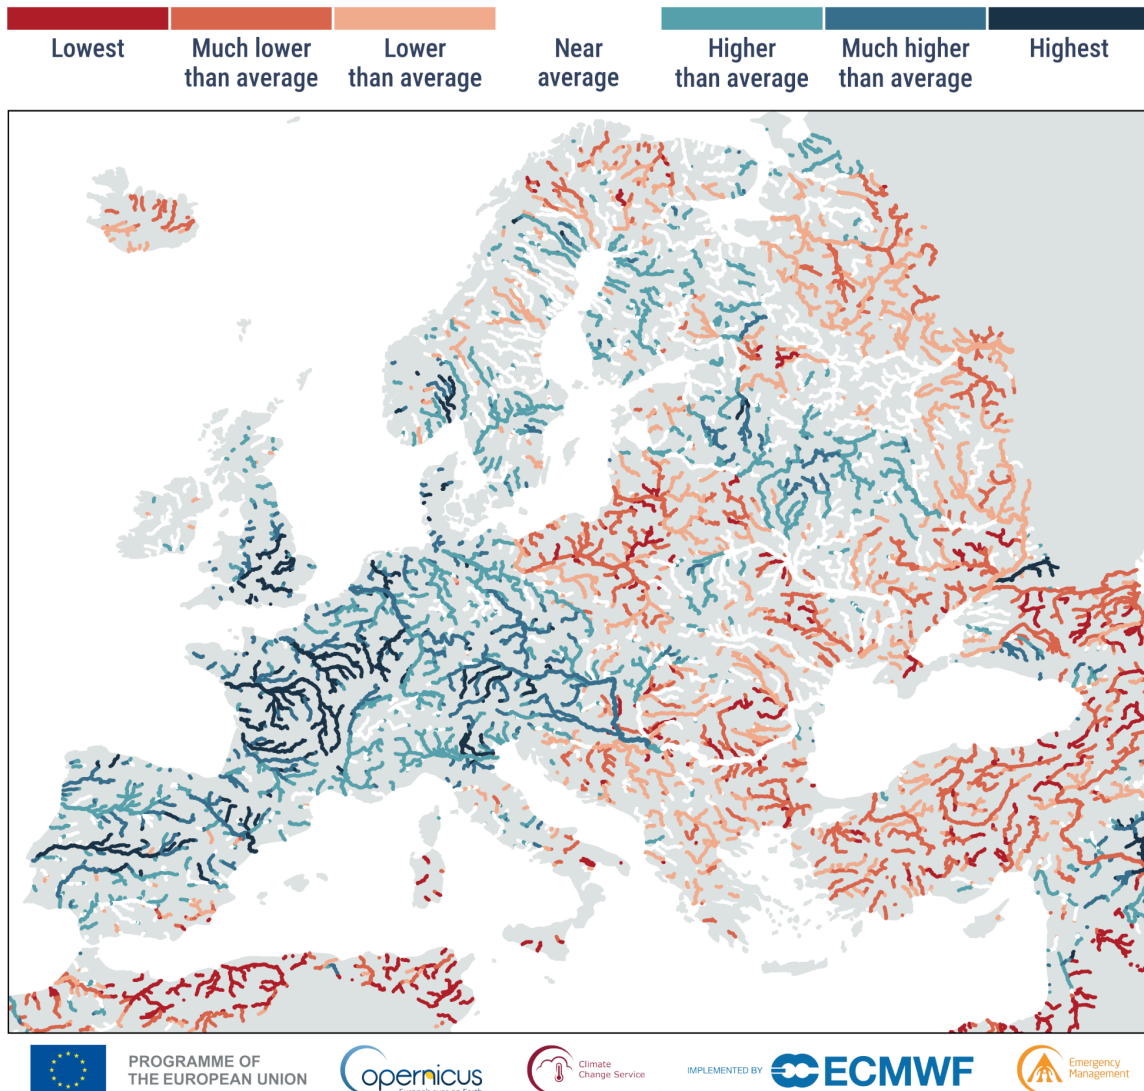 Lowest
Much lower
than average
Lower
than average
Near
average
Higher
than average
Much higher
than average
Highest
PROGRAMME OF
THE EUROPEAN UNION
opernicus
Climate
Change Service
IMPLEMENTED BY
ECMWF
Emergency
Management